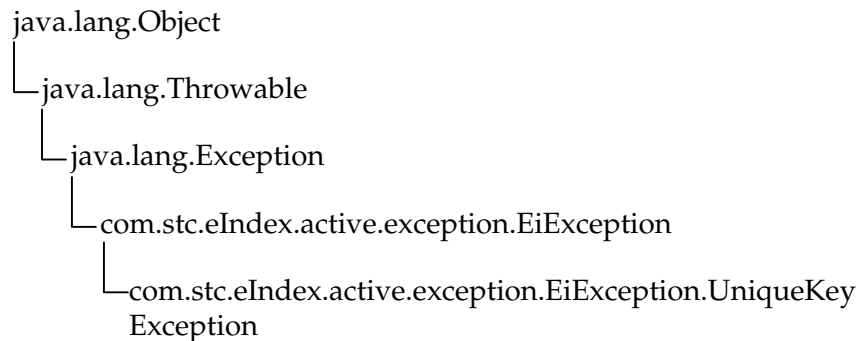 java.lang.Object
java.lang.Throwable
java.lang.Exception
com.stc.eIndex.active.exception.EiException
com.stc.eIndex.active.exception.EiException.UniqueKey
Exception